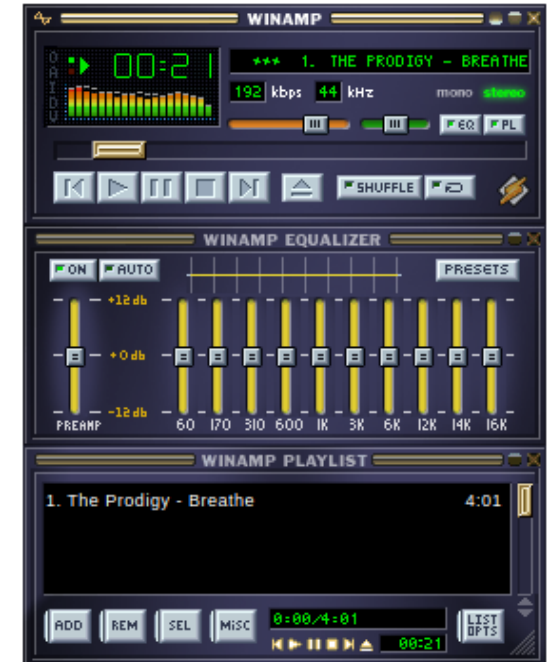 WINAMP
O A I D V
00:21
*** 1. THE PRODIGY - BREATHE
192 kbps 44 kHz mono stereo
EQ PL
SHUFFLE
WINAMP EQUALIZER
ON AUTO PRESETS
+12 db
+0 db
-12 db
PREAMP 60 170 310 600 1K 3K 6K 12K 14K 16K
WINAMP PLAYLIST
1. The Prodigy - Breathe 4:01
ADD REM SEL MiSC 0:00/4:01 LIST OPTS
00:21